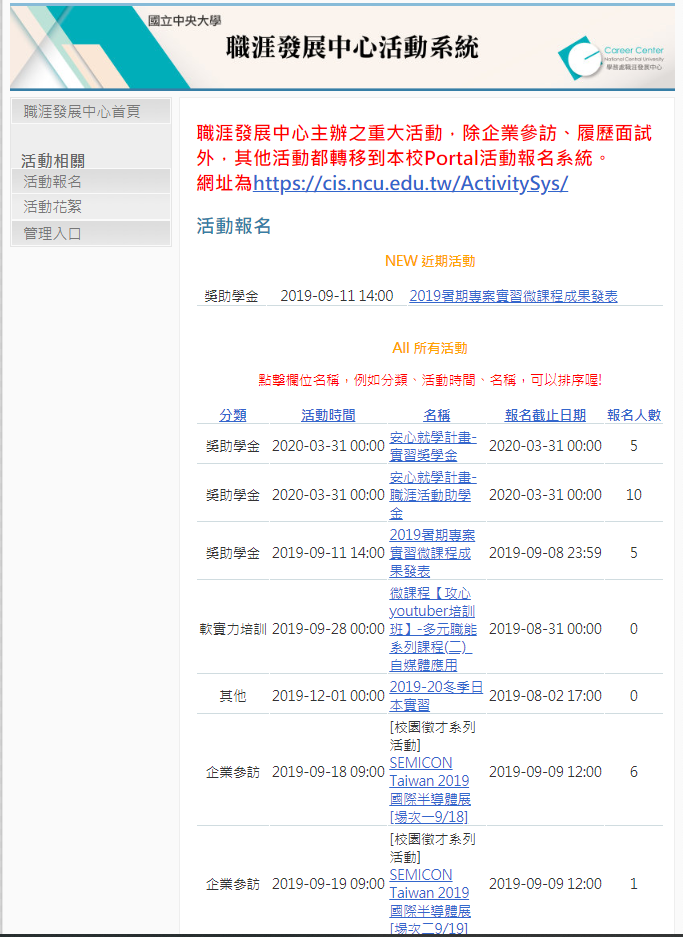 國立中央大學
職涯發展中心活動系統
Career Center
National Central University
學務處職涯發展中心
職涯發展中心首頁
活動相關
活動報名
活動花絮
管理入口
職涯發展中心主辦之重大活動，除企業參訪、履歷面試
外，其他活動都轉移到本校Portal活動報名系統。
網址為https://cis.ncu.edu.tw/ActivitySys/
活動報名
NEW 近期活動
獎助學金 2019-09-11 14:00 2019暑期專案實習微課程成果發表
All 所有活動
點擊欄位名稱，例如分類、活動時間、名稱，可以排序喔!
分類 活動時間 名稱 報名截止日期 報名人數
獎助學金 2020-03-31 00:00 安心就學計畫-
實習獎學金 2020-03-31 00:00 5
獎助學金 2020-03-31 00:00 安心就學計畫-
職涯活動助學
金 2020-03-31 00:00 10
獎助學金 2019-09-11 14:00 2019暑期專案
實習微課程成
果發表 2019-09-08 23:59 5
軟實力培訓 2019-09-28 00:00 微課程【攻心
youtuber培訓
班】-多元職能
系列課程(二)_
自媒體應用 2019-08-31 00:00 0
其他 2019-12-01 00:00 2019-20冬季日
本實習 2019-08-02 17:00 0
企業參訪 2019-09-18 09:00 [校園徵才系列
活動]
SEMICON
Taiwan 2019
國際半導體展
[場次一9/18] 2019-09-09 12:00 6
企業參訪 2019-09-19 09:00 [校園徵才系列
活動]
SEMICON
Taiwan 2019
國際半導體展
[場次二9/19] 2019-09-09 12:00 1